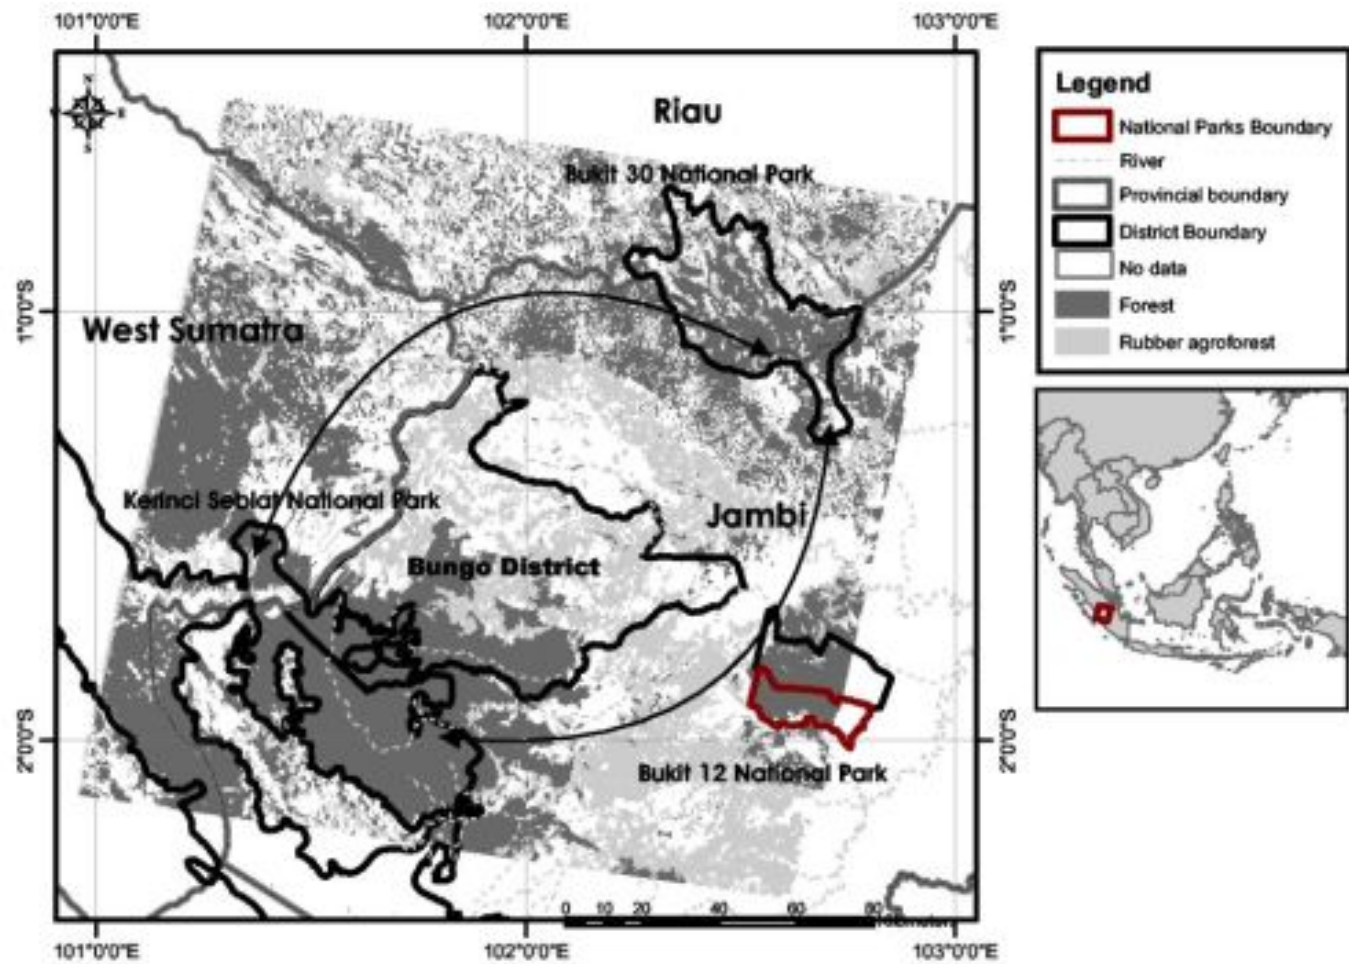 101°0'0"E 102°0'0"E 103°0'0"E
Riau
Bukit 30 National Park
1°0'0"S
1°0'0"S
West Sumatra
Kerinci Seblat National Park
Jambi
Bungo District
2°0'0"S
2°0'0"S
Bukit 12 National Park
0 10 20 40 60 80
Kilometers
101°0'0"E 102°0'0"E 103°0'0"E
Legend
National Parks Boundary
River
Provincial boundary
District Boundary
No data
Forest
Rubber agroforest